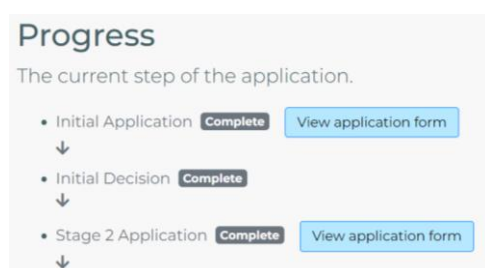 Progress
The current step of the application.
Initial Application Complete View application form
Initial Decision Complete
Stage 2 Application Complete View application form